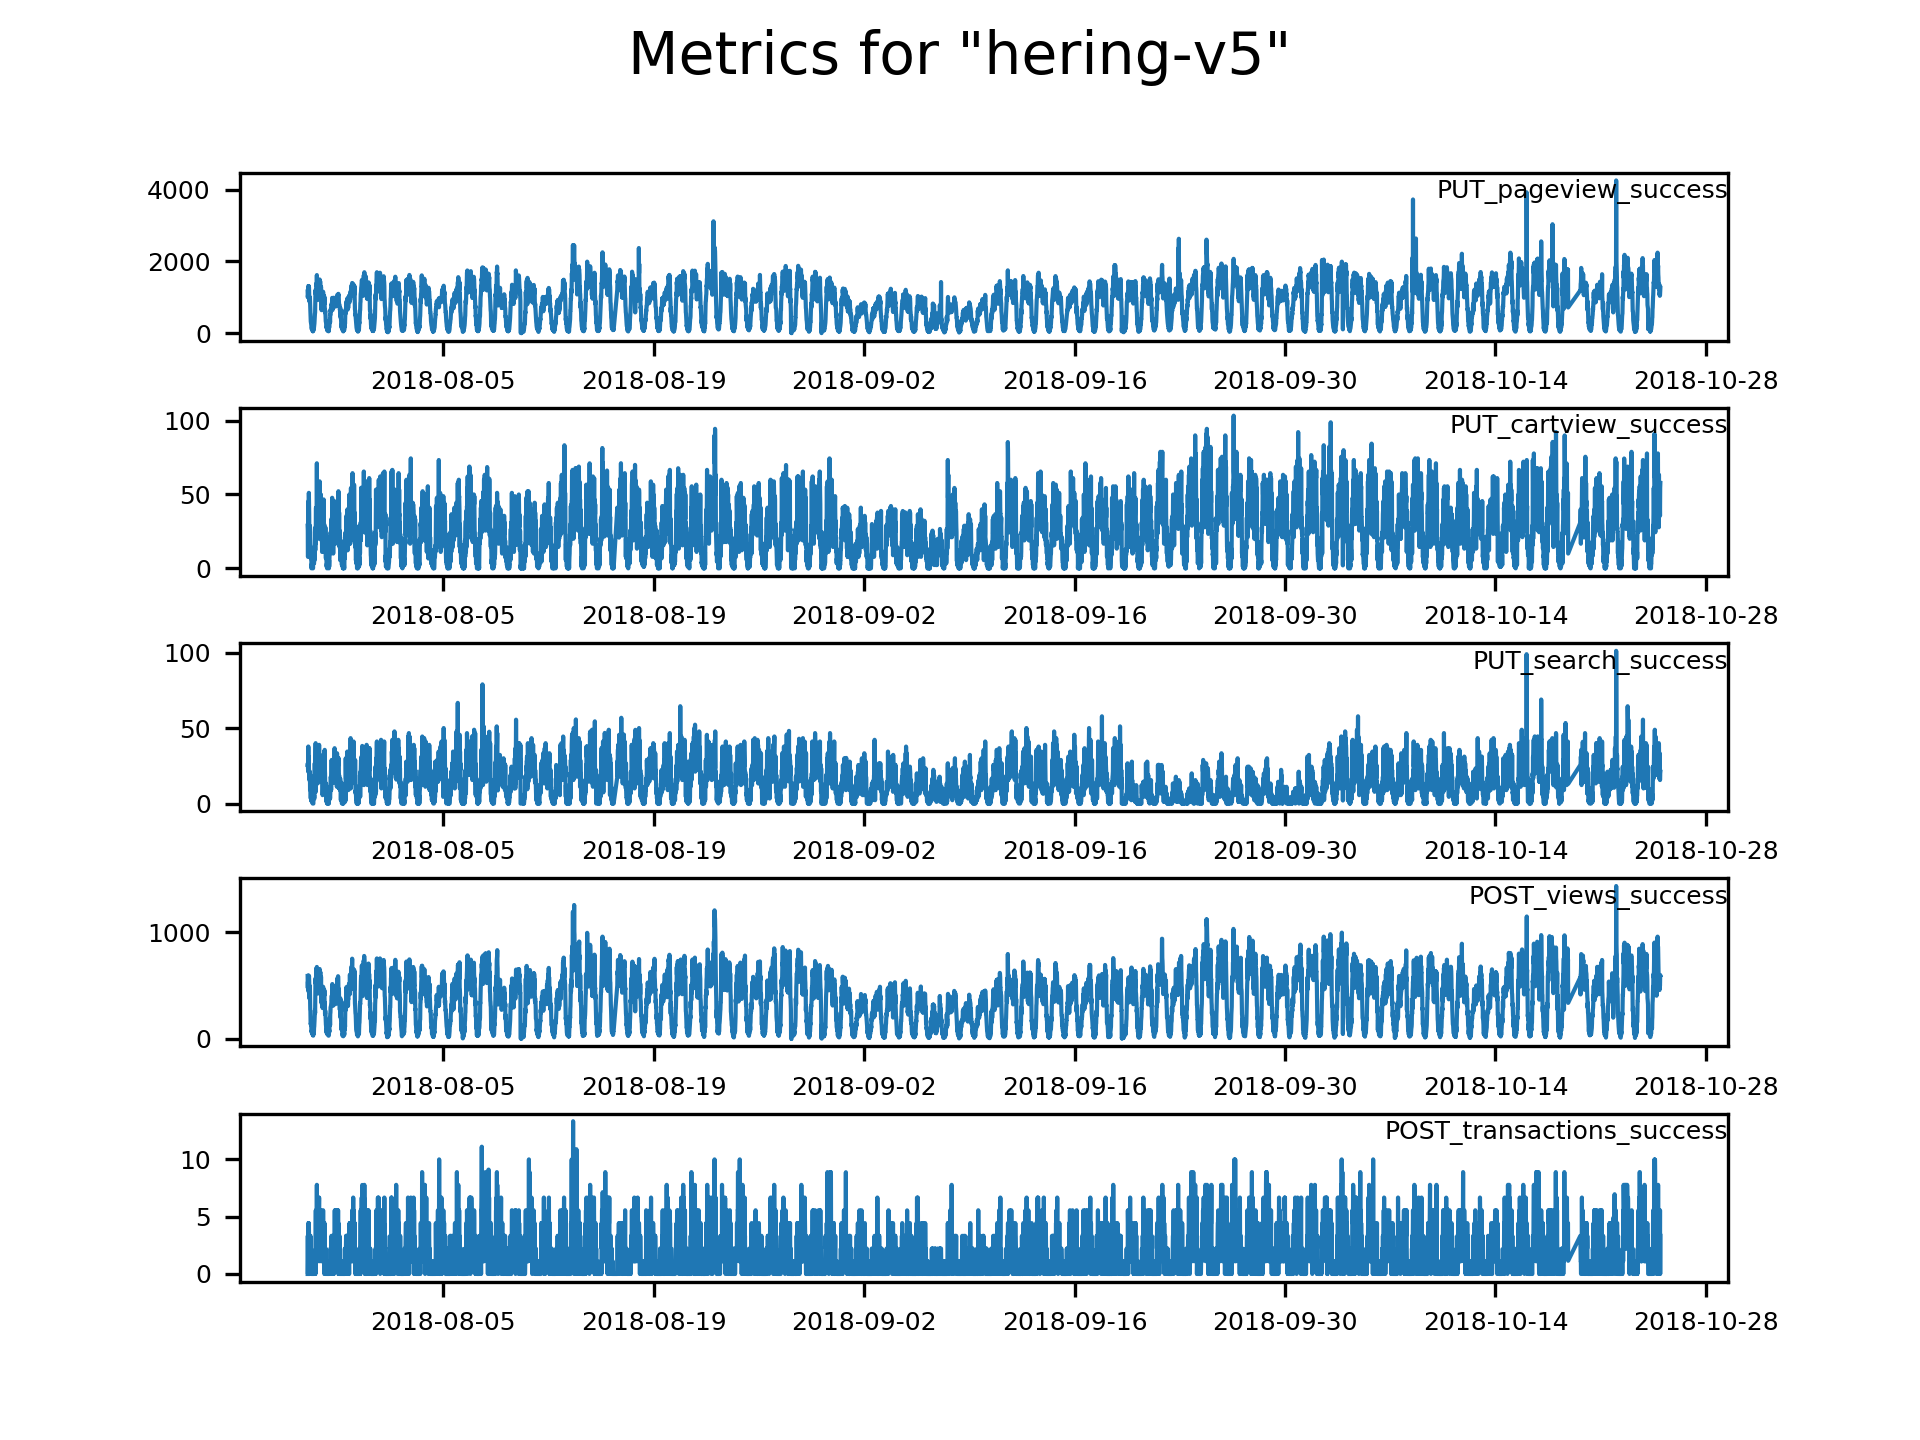 Metrics for "hering-v5"
PUT_pageview_success
4000
2000
0
2018-08-05 2018-08-19 2018-09-02 2018-09-16 2018-09-30 2018-10-14 2018-10-28
PUT_cartview_success
100
50
0
2018-08-05 2018-08-19 2018-09-02 2018-09-16 2018-09-30 2018-10-14 2018-10-28
PUT_search_success
100
50
0
2018-08-05 2018-08-19 2018-09-02 2018-09-16 2018-09-30 2018-10-14 2018-10-28
POST_views_success
1000
0
2018-08-05 2018-08-19 2018-09-02 2018-09-16 2018-09-30 2018-10-14 2018-10-28
POST_transactions_success
10
5
0
2018-08-05 2018-08-19 2018-09-02 2018-09-16 2018-09-30 2018-10-14 2018-10-28